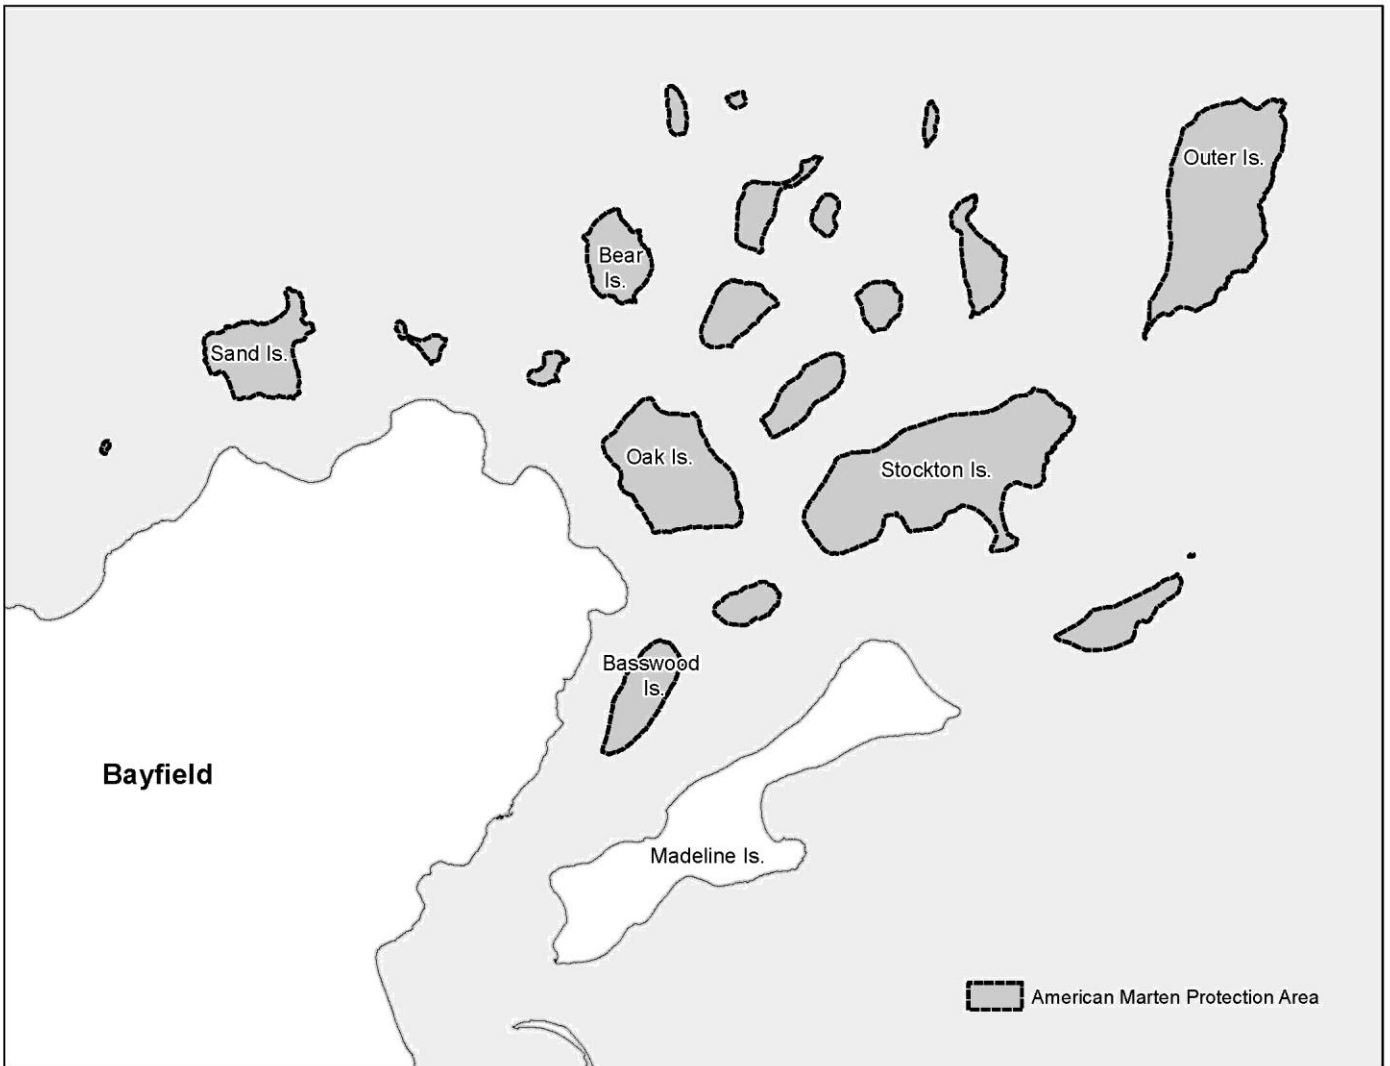 Outer Is.
Bear
Is.
Sand Is.
Oak Is.
Stockton Is.
Basswood
Is.
Bayfield
Madeline Is.
American Marten Protection Area